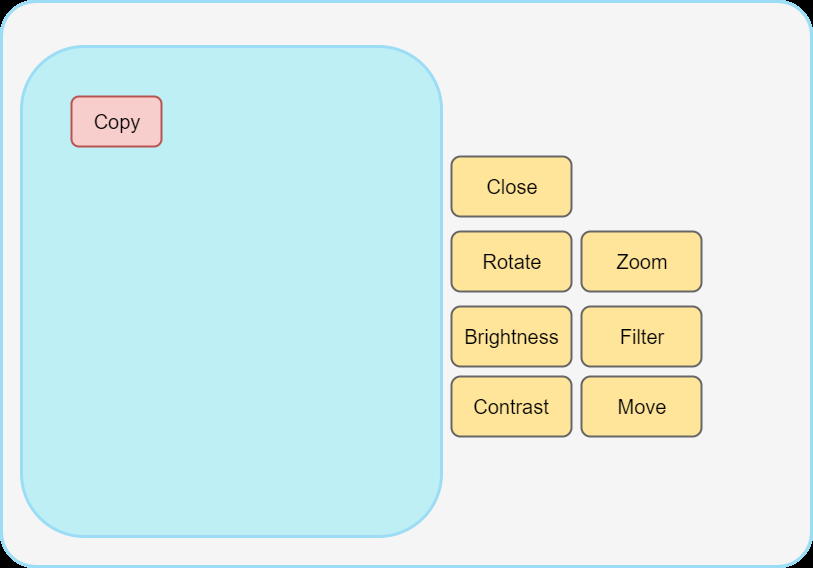 Copy
Close
Rotate
Zoom
Brightness
Filter
Contrast
Move